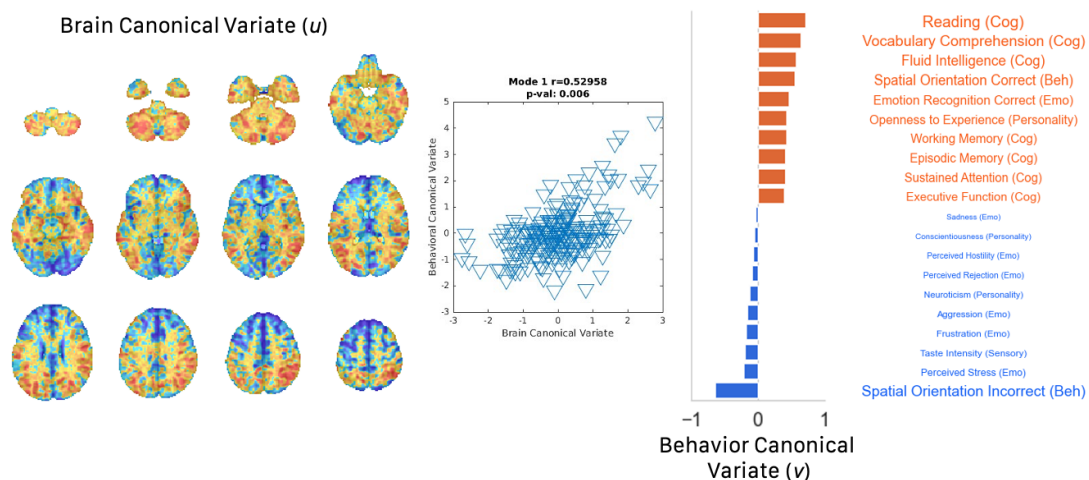 Brain Canonical Variate (u)
Mode 1 r=0.52958
p-val: 0.006
5
4
3
2
1
0
-1
-2
-3
Behavioral Canonical Variate
-3
-2
-1
0
1
2
3
Brain Canonical Variate
Reading (Cog)
Vocabulary Comprehension (Cog)
Fluid Intelligence (Cog)
Spatial Orientation Correct (Beh)
Emotion Recognition Correct (Emo)
Openness to Experience (Personality)
Working Memory (Cog)
Episodic Memory (Cog)
Sustained Attention (Cog)
Executive Function (Cog)
Sadness (Emo)
Conscientiousness (Personality)
Perceived Hostility (Emo)
Perceived Rejection (Emo)
Neuroticism (Personality)
Aggression (Emo)
Frustration (Emo)
Taste Intensity (Sensory)
Perceived Stress (Emo)
Spatial Orientation Incorrect (Beh)
−1
0
1
Behavior Canonical
Variate (v)